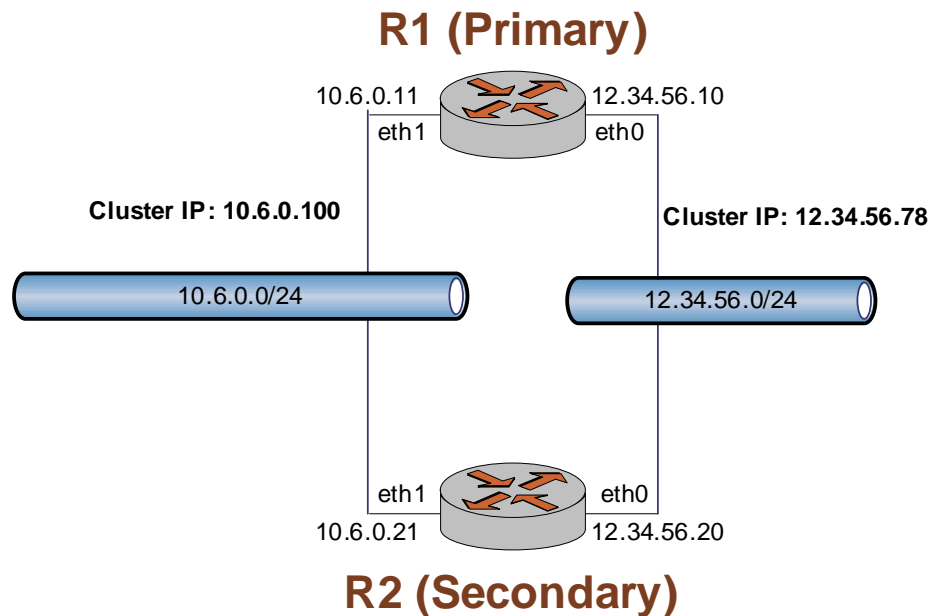 R1 (Primary)
10.6.0.11
12.34.56.10
eth1
eth0
Cluster IP: 10.6.0.100
Cluster IP: 12.34.56.78
10.6.0.0/24
12.34.56.0/24
eth1
eth0
10.6.0.21
12.34.56.20
R2 (Secondary)